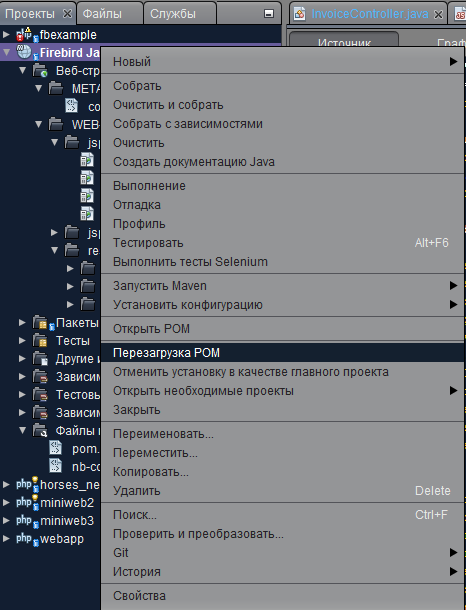 Проекты Файлы Службы InvoiceController.java
fbexample
Firebird Ja
Источник Граф
Веб-стр
META
co
WEB
jsp
jsp
re
Пакеты
Тесты
Другие и
Зависим
Тестовы
Зависим
Файлы п
pom.
nb-co
horses_ne
miniweb2
miniweb3
webapp
Новый
Собрать
Очистить и собрать
Собрать с зависимостями
Очистить
Создать документацию Java
Выполнение
Отладка
Профиль
Тестировать Alt+F6
Выполнить тесты Selenium
Запустить Maven
Установить конфигурацию
Открыть POM
Перезагрузка POM
Отменить установку в качестве главного проекта
Открыть необходимые проекты
Закрыть
Переименовать...
Переместить...
Копировать...
Удалить Delete
Поиск... Ctrl+F
Проверить и преобразовать...
Git
История
Свойства